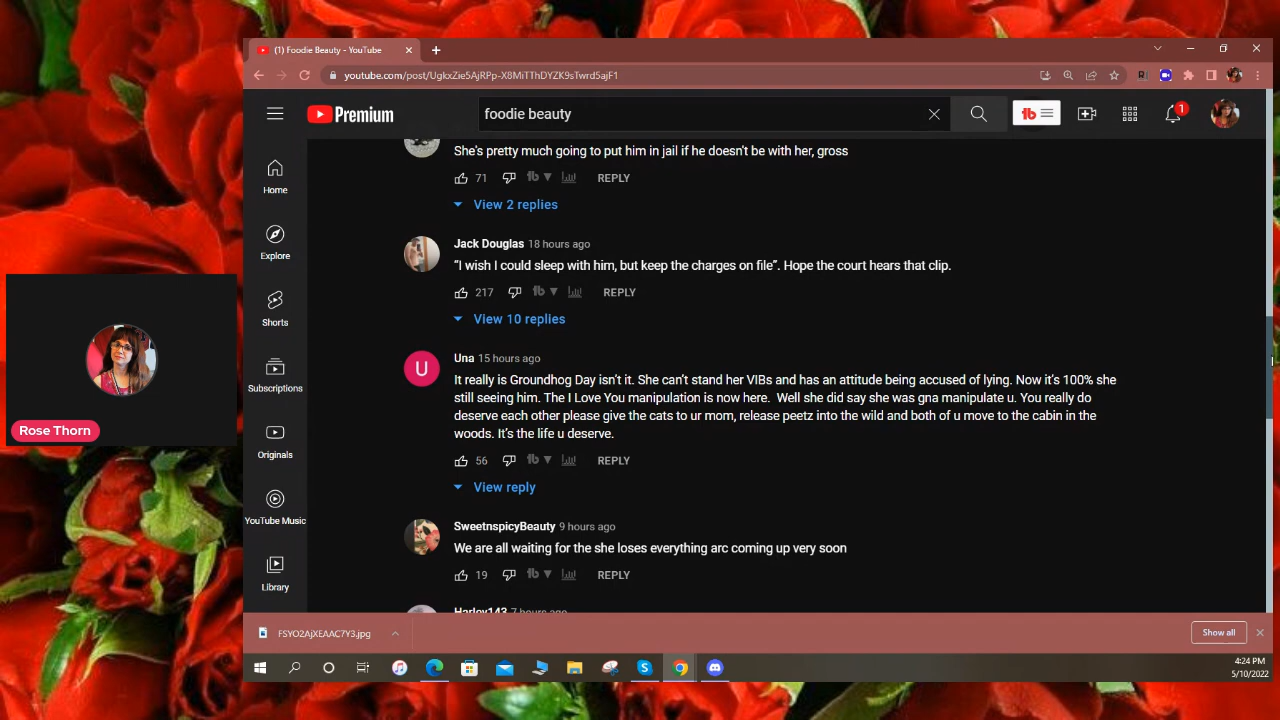 (1) Foodie Beauty - YouTube
youtube.com/post/UgkxZie5AjRPp-X8MiTThDYZK9sTwrd5ajF1
Premium
foodie beauty
tb
1
Home
Explore
Shorts
Subscriptions
Originals
YouTube Music
Library
She's pretty much going to put him in jail if he doesn't be with her, gross
71 REPLY
View 2 replies
Jack Douglas 18 hours ago
“I wish I could sleep with him, but keep the charges on file”. Hope the court hears that clip.
217 REPLY
View 10 replies
U
Una 15 hours ago
It really is Groundhog Day isn’t it. She can’t stand her VIBs and has an attitude being accused of lying. Now it’s 100% she
still seeing him. The I Love You manipulation is now here. Well she did say she was gna manipulate u. You really do
deserve each other please give the cats to ur mom, release peetz into the wild and both of u move to the cabin in the
woods. It’s the life u deserve.
56 REPLY
View reply
SweetnspicyBeauty 9 hours ago
We are all waiting for the she loses everything arc coming up very soon
19 REPLY
Harley143 7 hours ago
Rose Thorn
FSYO2AjXEAAC7Y3.jpg
Show all
4:24 PM
5/10/2022